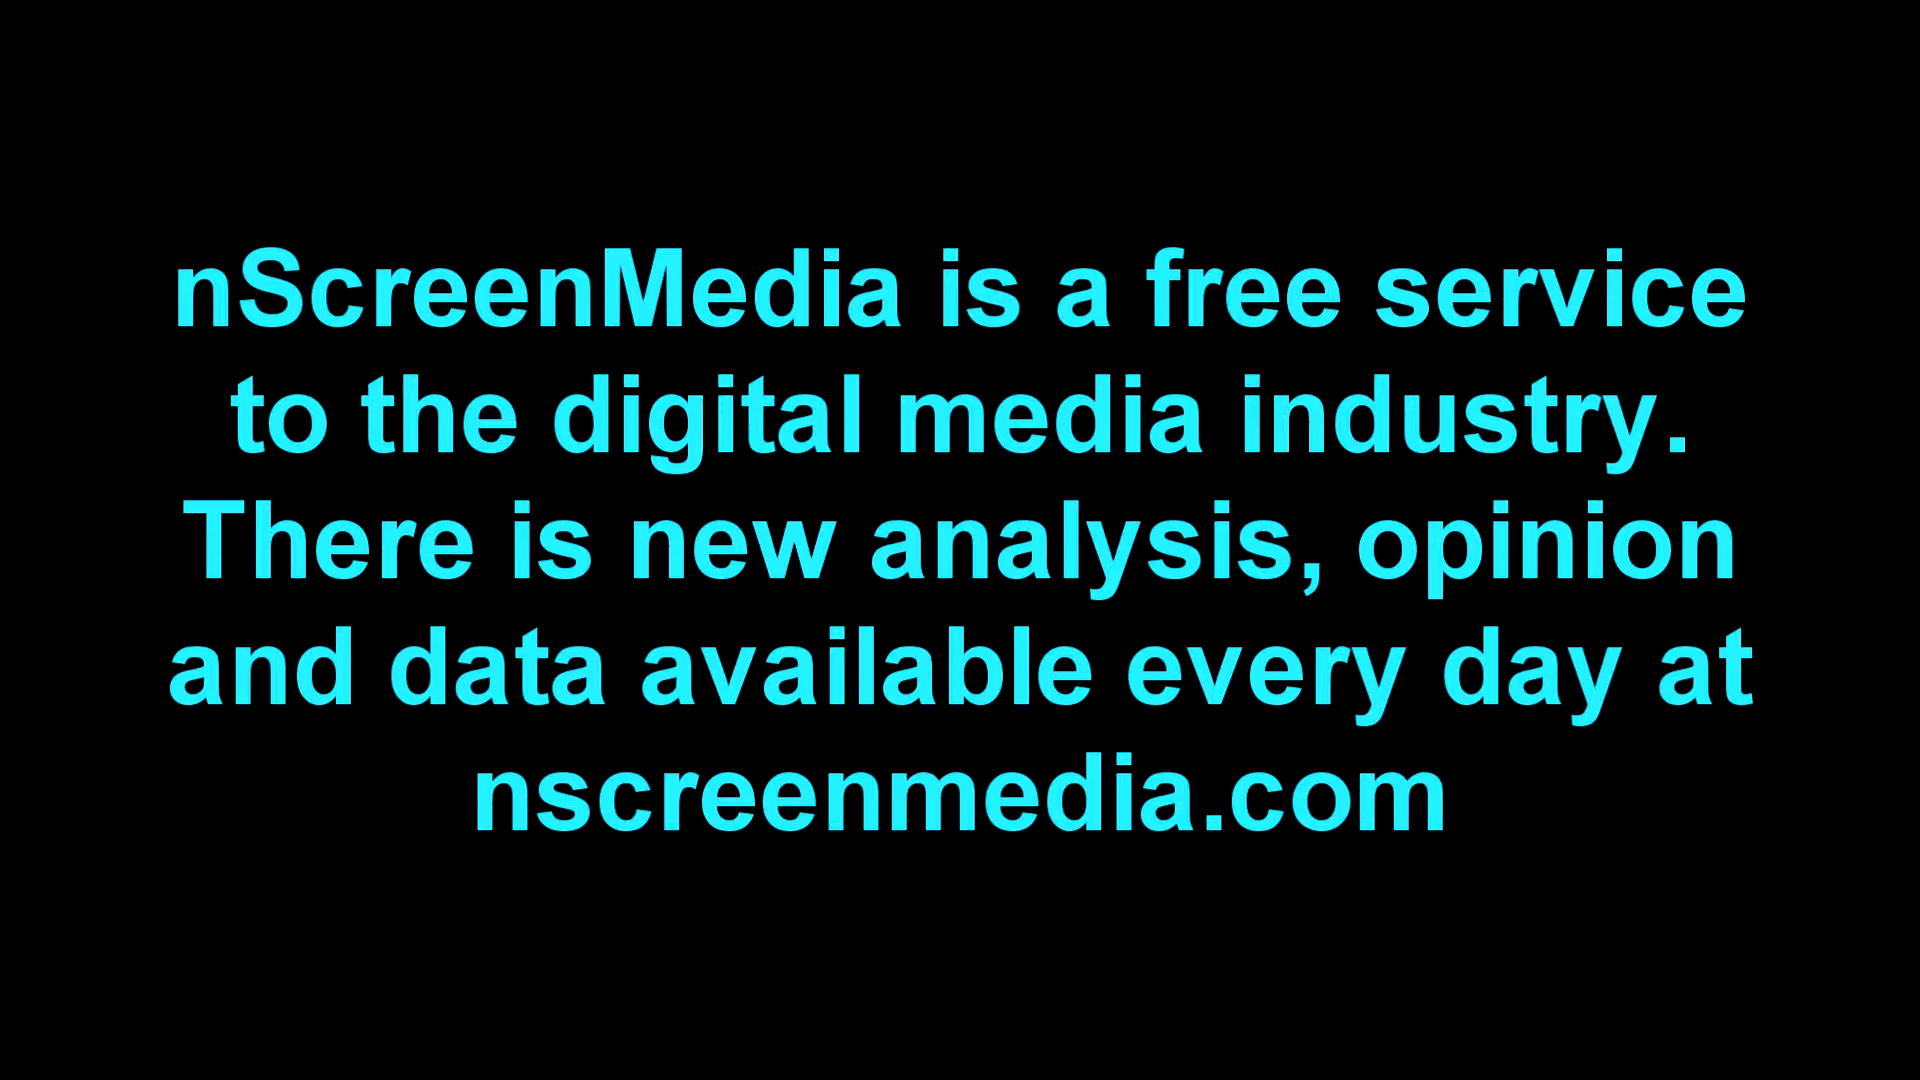 nScreenMedia is a free service
to the digital media industry.
There is new analysis, opinion
and data available every day at
nscreenmedia.com